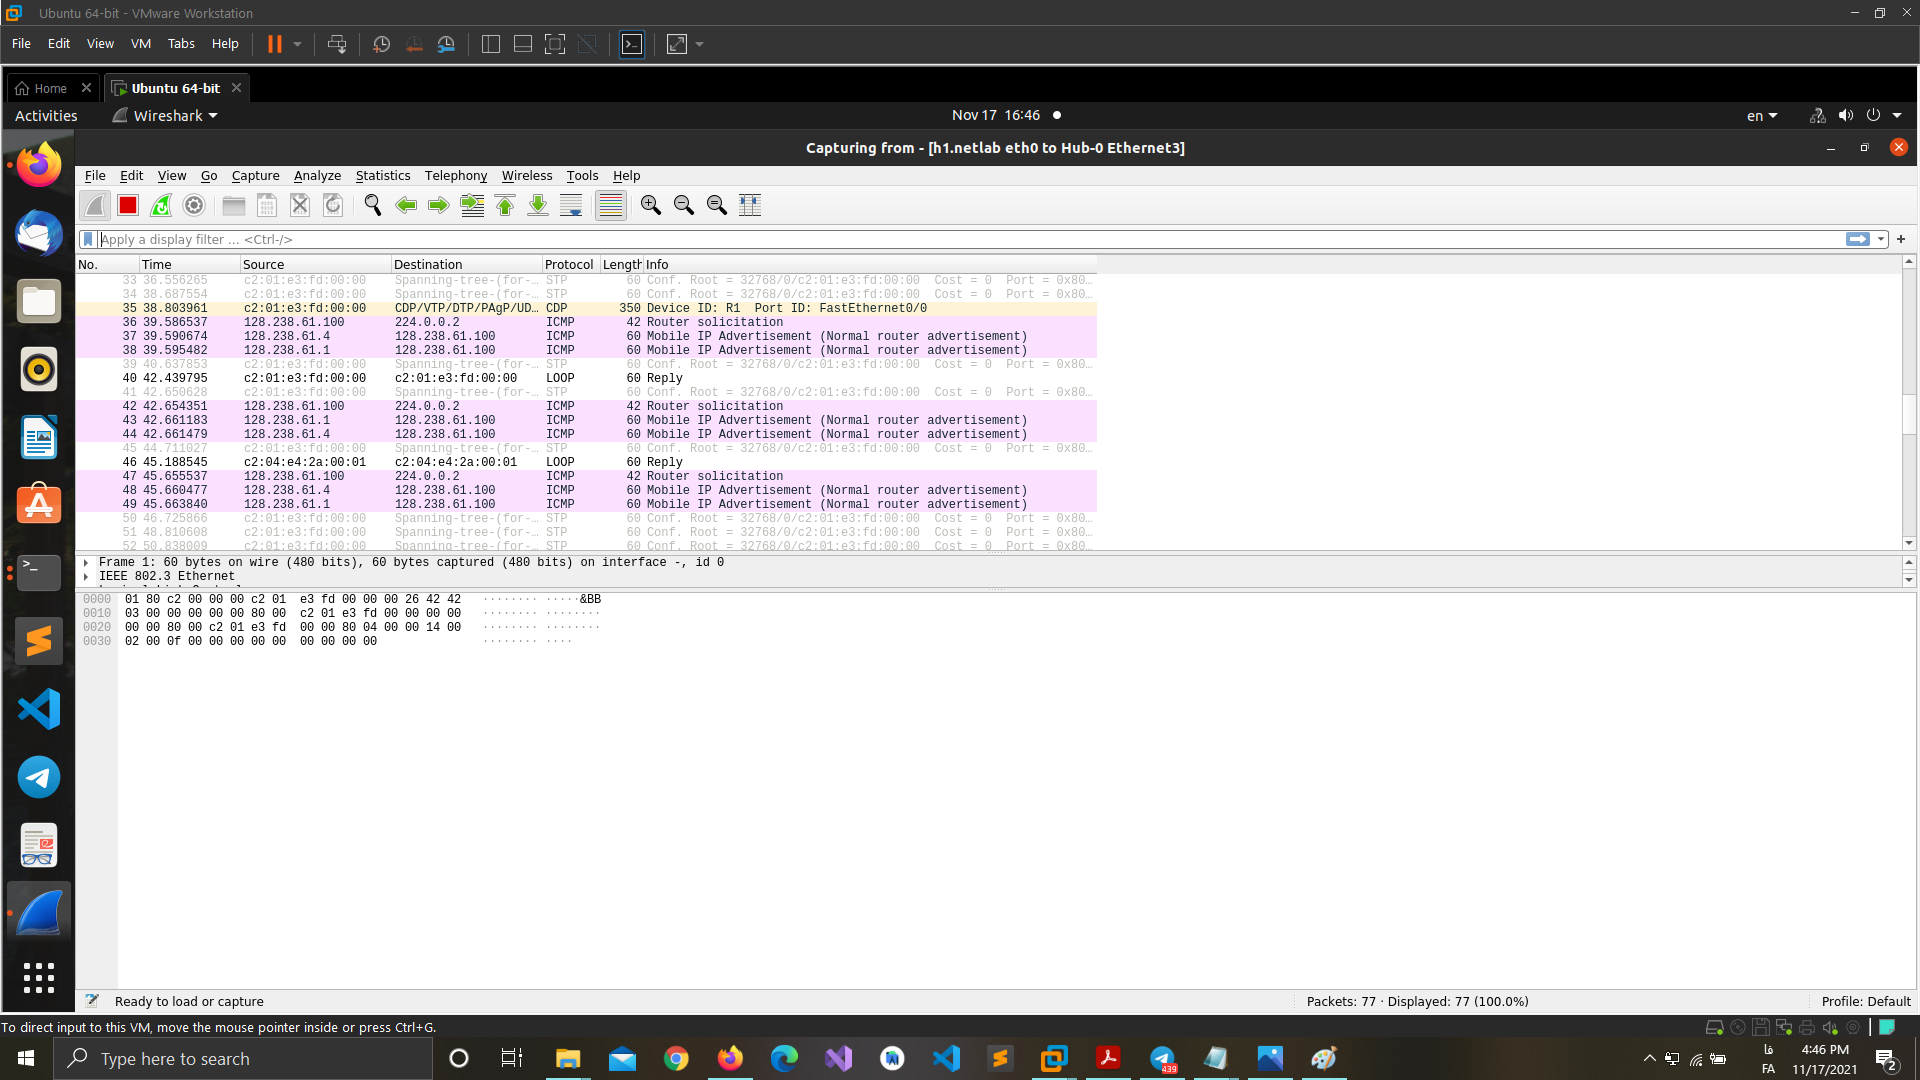 Ubuntu 64-bit - VMware Workstation
File Edit View VM Tabs Help
Home Ubuntu 64-bit
Activities Wireshark Nov 17 16:46 en
Capturing from - [h1.netlab eth0 to Hub-0 Ethernet3]
File Edit View Go Capture Analyze Statistics Telephony Wireless Tools Help
Apply a display filter … <Ctrl-/>
No. Time Source Destination Protocol Length Info
33 36.556265 c2:01:e3:fd:00:00 Spanning-tree-(for-… STP 60 Conf. Root = 32768/0/c2:01:e3:fd:00:00 Cost = 0 Port = 0x80…
34 38.687554 c2:01:e3:fd:00:00 Spanning-tree-(for-… STP 60 Conf. Root = 32768/0/c2:01:e3:fd:00:00 Cost = 0 Port = 0x80…
35 38.803961 c2:01:e3:fd:00:00 CDP/VTP/DTP/PAgP/UD… CDP 350 Device ID: R1 Port ID: FastEthernet0/0
36 39.586537 128.238.61.100 224.0.0.2 ICMP 42 Router solicitation
37 39.590674 128.238.61.4 128.238.61.100 ICMP 60 Mobile IP Advertisement (Normal router advertisement)
38 39.595482 128.238.61.1 128.238.61.100 ICMP 60 Mobile IP Advertisement (Normal router advertisement)
39 40.637853 c2:01:e3:fd:00:00 Spanning-tree-(for-… STP 60 Conf. Root = 32768/0/c2:01:e3:fd:00:00 Cost = 0 Port = 0x80…
40 42.439795 c2:01:e3:fd:00:00 c2:01:e3:fd:00:00 LOOP 60 Reply
41 42.650628 c2:01:e3:fd:00:00 Spanning-tree-(for-… STP 60 Conf. Root = 32768/0/c2:01:e3:fd:00:00 Cost = 0 Port = 0x80…
42 42.654351 128.238.61.100 224.0.0.2 ICMP 42 Router solicitation
43 42.661183 128.238.61.1 128.238.61.100 ICMP 60 Mobile IP Advertisement (Normal router advertisement)
44 42.661479 128.238.61.4 128.238.61.100 ICMP 60 Mobile IP Advertisement (Normal router advertisement)
45 44.711027 c2:01:e3:fd:00:00 Spanning-tree-(for-… STP 60 Conf. Root = 32768/0/c2:01:e3:fd:00:00 Cost = 0 Port = 0x80…
46 45.188545 c2:04:e4:2a:00:01 c2:04:e4:2a:00:01 LOOP 60 Reply
47 45.655537 128.238.61.100 224.0.0.2 ICMP 42 Router solicitation
48 45.660477 128.238.61.4 128.238.61.100 ICMP 60 Mobile IP Advertisement (Normal router advertisement)
49 45.663840 128.238.61.1 128.238.61.100 ICMP 60 Mobile IP Advertisement (Normal router advertisement)
50 46.725866 c2:01:e3:fd:00:00 Spanning-tree-(for-… STP 60 Conf. Root = 32768/0/c2:01:e3:fd:00:00 Cost = 0 Port = 0x80…
51 48.810608 c2:01:e3:fd:00:00 Spanning-tree-(for-… STP 60 Conf. Root = 32768/0/c2:01:e3:fd:00:00 Cost = 0 Port = 0x80…
52 50.838009 c2:01:e3:fd:00:00 Spanning-tree-(for-… STP 60 Conf. Root = 32768/0/c2:01:e3:fd:00:00 Cost = 0 Port = 0x80…
Frame 1: 60 bytes on wire (480 bits), 60 bytes captured (480 bits) on interface -, id 0
IEEE 802.3 Ethernet
0000 01 80 c2 00 00 00 c2 01 e3 fd 00 00 00 26 42 42 ········ ·····&BB
0010 03 00 00 00 00 00 80 00 c2 01 e3 fd 00 00 00 00 ········ ········
0020 00 00 80 00 c2 01 e3 fd 00 00 80 04 00 00 14 00 ········ ········
0030 02 00 0f 00 00 00 00 00 00 00 00 00 ········ ····
Ready to load or capture Packets: 77 · Displayed: 77 (100.0%) Profile: Default
To direct input to this VM, move the mouse pointer inside or press Ctrl+G.
Type here to search 439 فا 4:46 PM
FA 11/17/2021 2